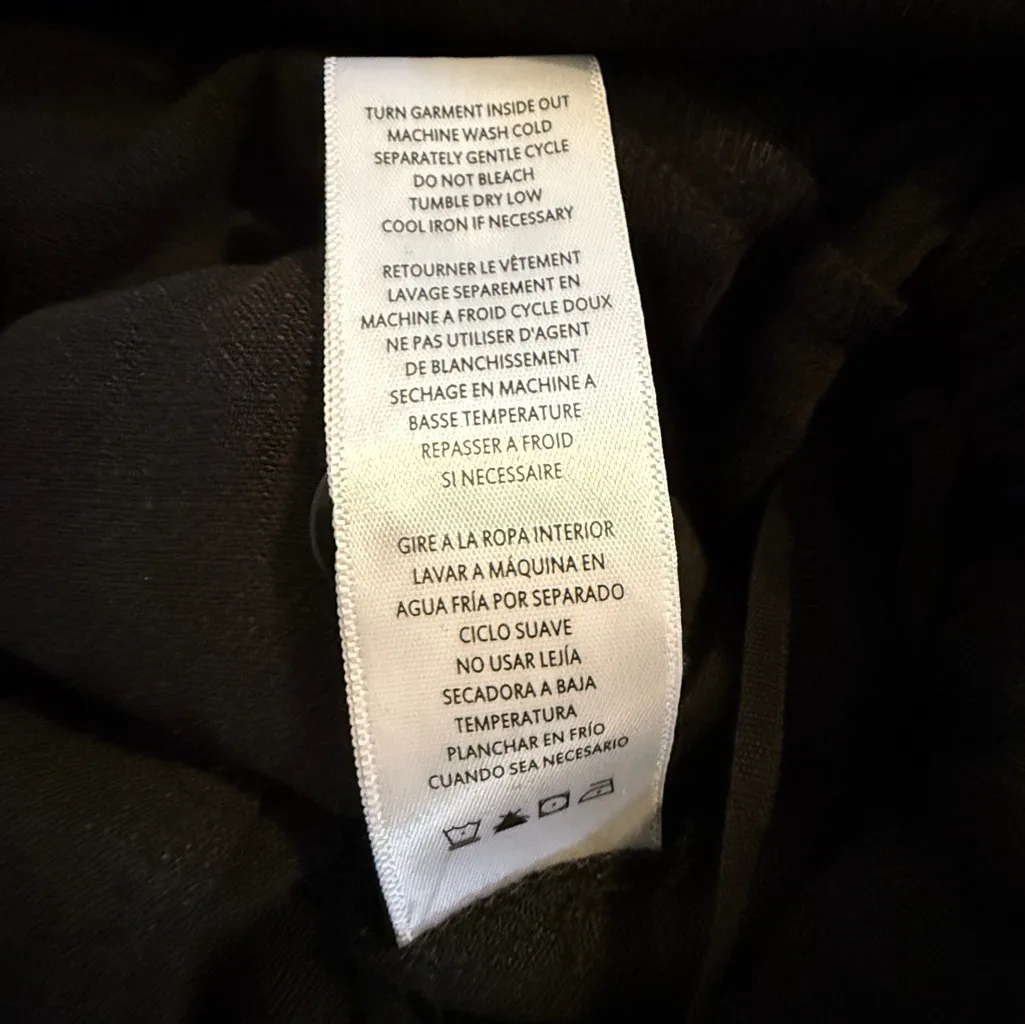 TURN GARMENT INSIDE OUT
MACHINE WASH COLD
SEPARATELY GENTLE CYCLE
DO NOT BLEACH
TUMBLE DRY LOW
COOL IRON IF NECESSARY
RETOURNER LE VÊTEMENT
LAVAGE SEPAREMENT EN
MACHINE A FROID CYCLE DOUX
NE PAS UTILISER D'AGENT
DE BLANCHISSEMENT
SECHAGE EN MACHINE A
BASSE TEMPERATURE
REPASSER A FROID
SI NECESSAIRE
GIRE A LA ROPA INTERIOR
LAVAR A MÁQUINA EN
AGUA FRÍA POR SEPARADO
CICLO SUAVE
NO USAR LEJÍA
SECADORA A BAJA
TEMPERATURA
PLANCHAR EN FRÍO
CUANDO SEA NECESARIO